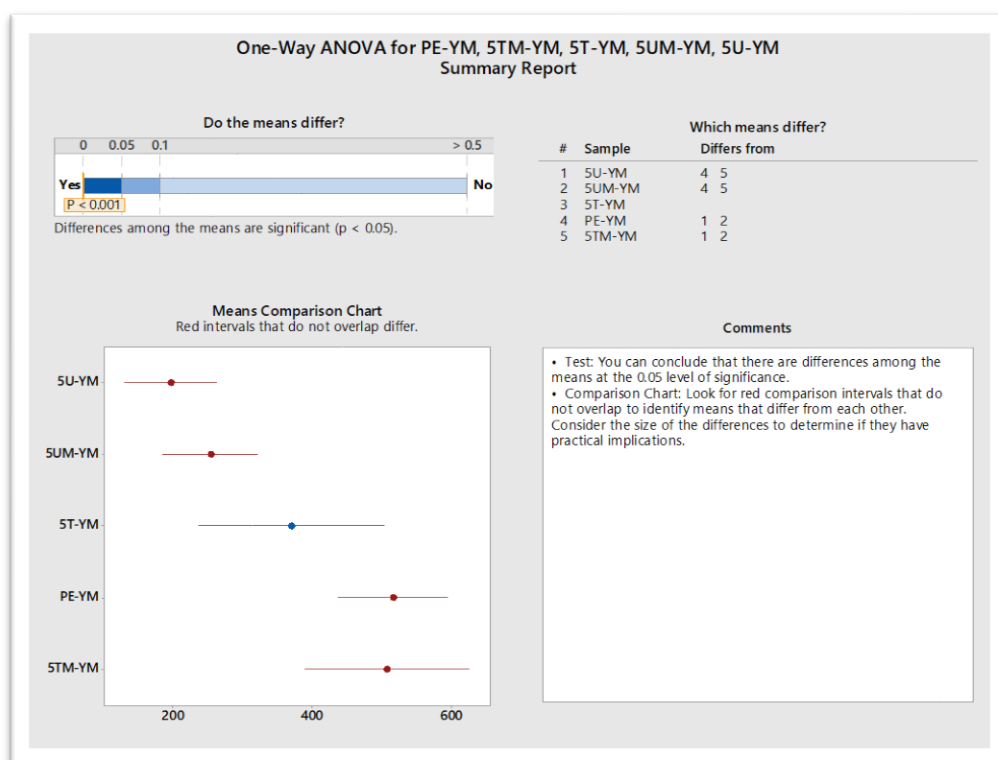 One-Way ANOVA for PE-YM, 5TM-YM, 5T-YM, 5UM-YM, 5U-YM
Summary Report
Do the means differ?
0 0.05 0.1 > 0.5
Yes No
P < 0.001
Differences among the means are significant (p < 0.05).
Which means differ?
# Sample Differs from
1 5U-YM 4 5
2 5UM-YM 4 5
3 5T-YM
4 PE-YM 1 2
5 5TM-YM 1 2
Means Comparison Chart
Red intervals that do not overlap differ.
5U-YM
5UM-YM
5T-YM
PE-YM
5TM-YM
200 400 600
Comments
• Test: You can conclude that there are differences among the
means at the 0.05 level of significance.
• Comparison Chart: Look for red comparison intervals that do
not overlap to identify means that differ from each other.
Consider the size of the differences to determine if they have
practical implications.